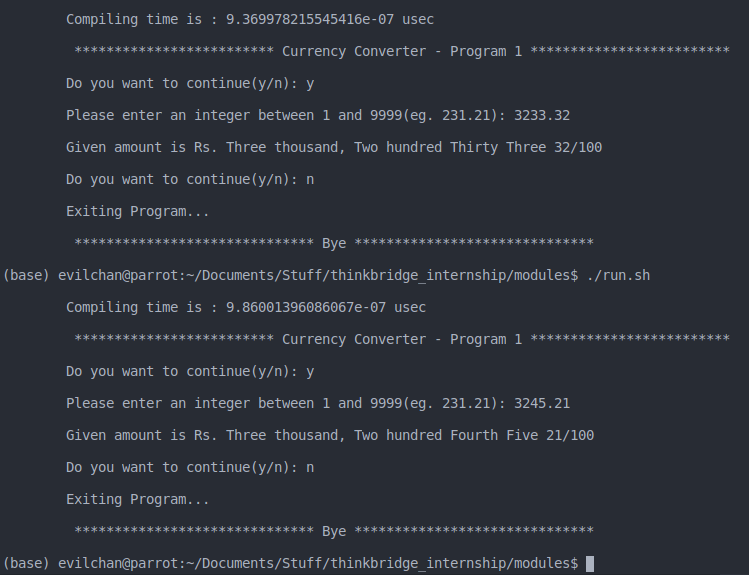 Compiling time is : 9.369978215545416e-07 usec
************************* Currency Converter - Program 1 *************************
Do you want to continue(y/n): y
Please enter an integer between 1 and 9999(eg. 231.21): 3233.32
Given amount is Rs. Three thousand, Two hundred Thirty Three 32/100
Do you want to continue(y/n): n
Exiting Program...
****************************** Bye ******************************
(base) evilchan@parrot:~/Documents/Stuff/thinkbridge_internship/modules$ ./run.sh
Compiling time is : 9.86001396086067e-07 usec
************************* Currency Converter - Program 1 *************************
Do you want to continue(y/n): y
Please enter an integer between 1 and 9999(eg. 231.21): 3245.21
Given amount is Rs. Three thousand, Two hundred Fourth Five 21/100
Do you want to continue(y/n): n
Exiting Program...
****************************** Bye ******************************
(base) evilchan@parrot:~/Documents/Stuff/thinkbridge_internship/modules$